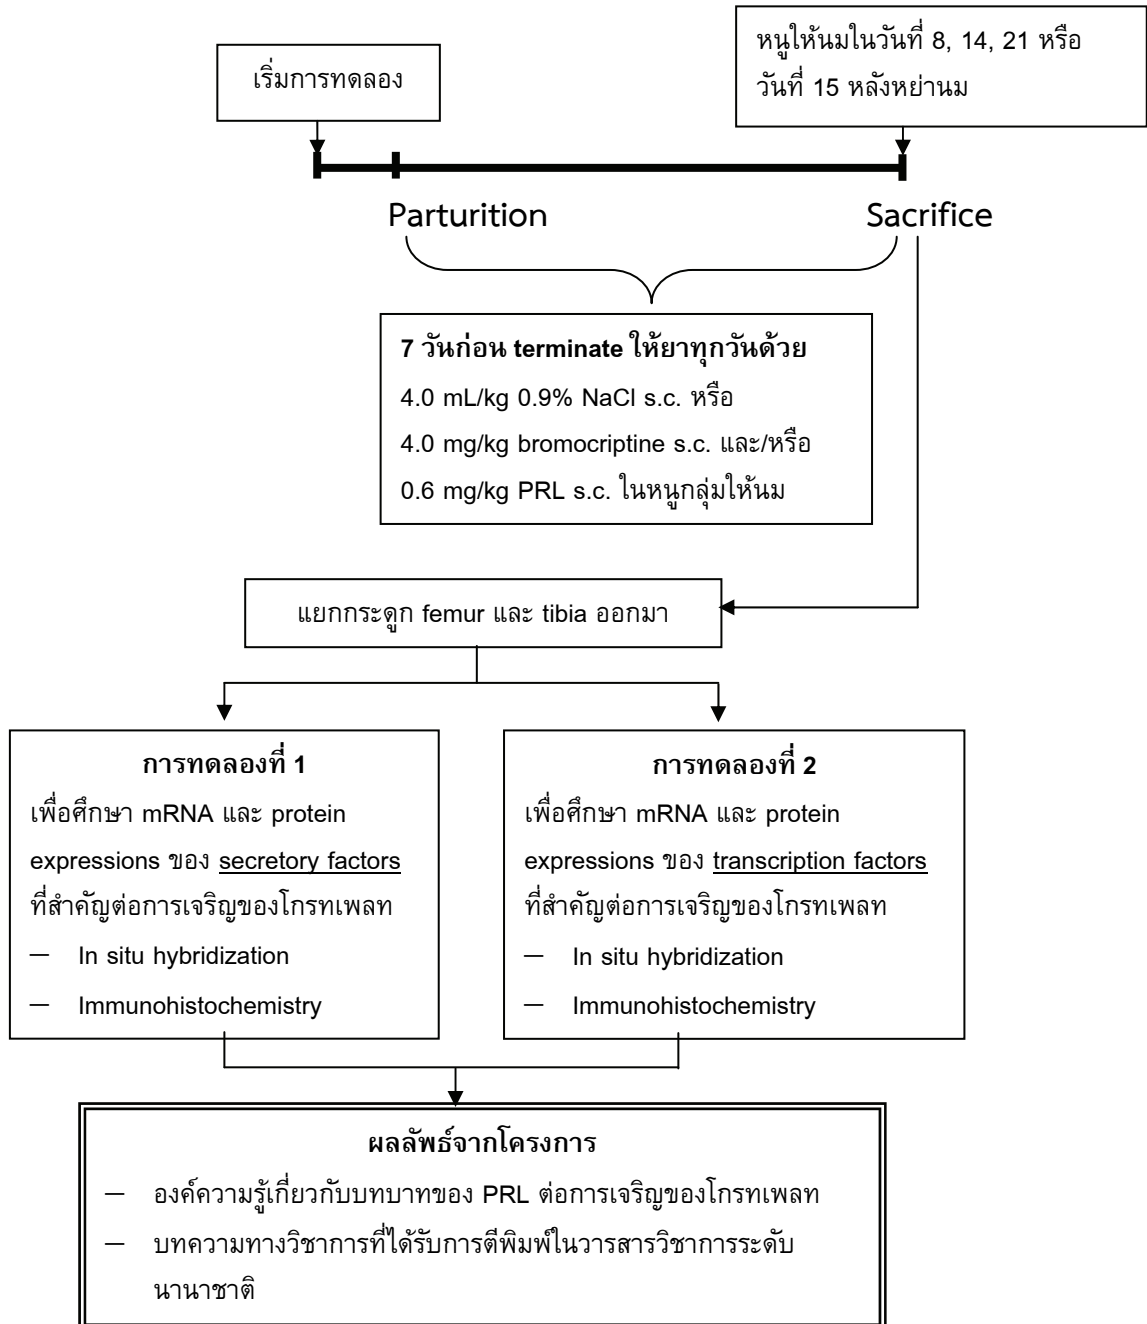 หนูให้นมในวันที่ 8, 14, 21 หรือ
วันที่ 15 หลังหย่านม
เริ่มการทดลอง
Parturition
Sacrifice
7 วันก่อน terminate ให้ยาทุกวันด้วย
4.0 mL/kg 0.9% NaCl s.c. หรือ
4.0 mg/kg bromocriptine s.c. และ/หรือ
0.6 mg/kg PRL s.c. ในหนูกลุ่มให้นม
แยกกระดูก femur และ tibia ออกมา
การทดลองที่ 1
เพื่อศึกษา mRNA และ protein
expressions ของ secretory factors
ที่สำคัญต่อการเจริญของโกรทเพลท
— In situ hybridization
— Immunohistochemistry
การทดลองที่ 2
เพื่อศึกษา mRNA และ protein
expressions ของ transcription factors
ที่สำคัญต่อการเจริญของโกรทเพลท
— In situ hybridization
— Immunohistochemistry
ผลลัพธ์จากโครงการ
— องค์ความรู้เกี่ยวกับบทบาทของ PRL ต่อการเจริญของโกรทเพลท
— บทความทางวิชาการที่ได้รับการตีพิมพ์ในวารสารวิชาการระดับ
นานาชาติ